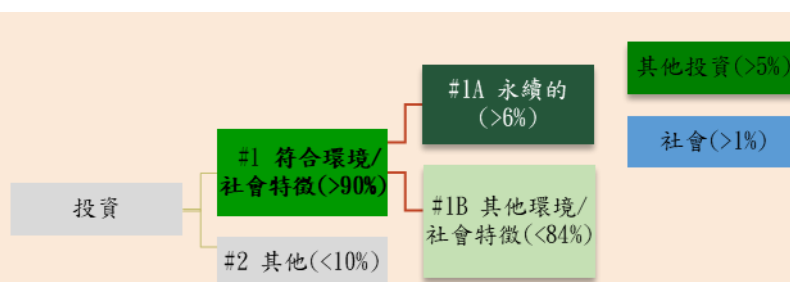 投資
#1 符合環境/
社會特徵(>90%)
#2 其他(<10%)
#1A 永續的
(>6%)
#1B 其他環境/
社會特徵(<84%)
其他投資(>5%)
社會(>1%)